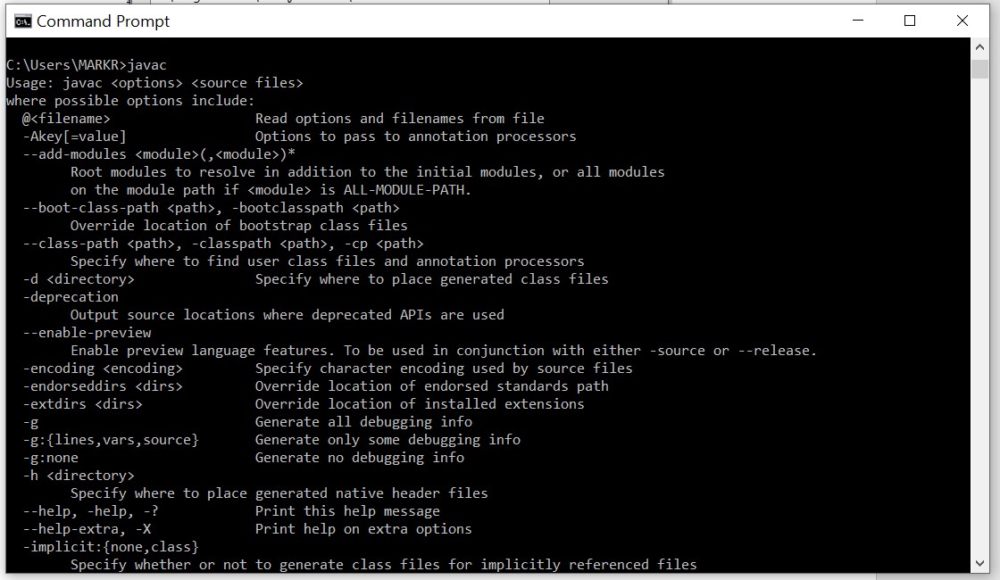 Command Prompt
C:\Users\MARKR>javac
Usage: javac <options> <source files>
where possible options include:
  @<filename>                  Read options and filenames from file
  -Akey[=value]                Options to pass to annotation processors
  --add-modules <module>(,<module>)*
        Root modules to resolve in addition to the initial modules, or all modules
        on the module path if <module> is ALL-MODULE-PATH.
  --boot-class-path <path>, -bootclasspath <path>
        Override location of bootstrap class files
  --class-path <path>, -classpath <path>, -cp <path>
        Specify where to find user class files and annotation processors
  -d <directory>               Specify where to place generated class files
  -deprecation
        Output source locations where deprecated APIs are used
  --enable-preview
        Enable preview language features. To be used in conjunction with either -source or --release.
  -encoding <encoding>         Specify character encoding used by source files
  -endorseddirs <dirs>         Override location of endorsed standards path
  -extdirs <dirs>              Override location of installed extensions
  -g                           Generate all debugging info
  -g:{lines,vars,source}       Generate only some debugging info
  -g:none                      Generate no debugging info
  -h <directory>
        Specify where to place generated native header files
  --help, -help, -?            Print this help message
  --help-extra, -X             Print help on extra options
  -implicit:{none,class}
        Specify whether or not to generate class files for implicitly referenced files